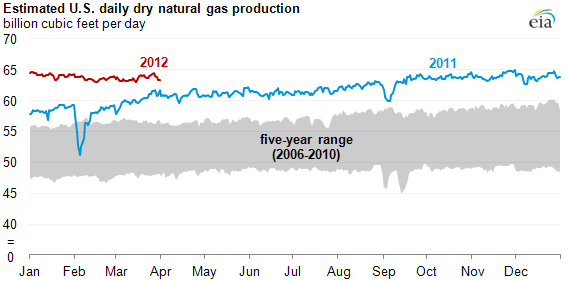 Estimated U.S. daily dry natural gas production
billion cubic feet per day
eia
70
65
60
55
50
45
40
=
0
2012
2011
five-year range
(2006-2010)
Jan Feb Mar Apr May Jun Jul Aug Sep Oct Nov Dec